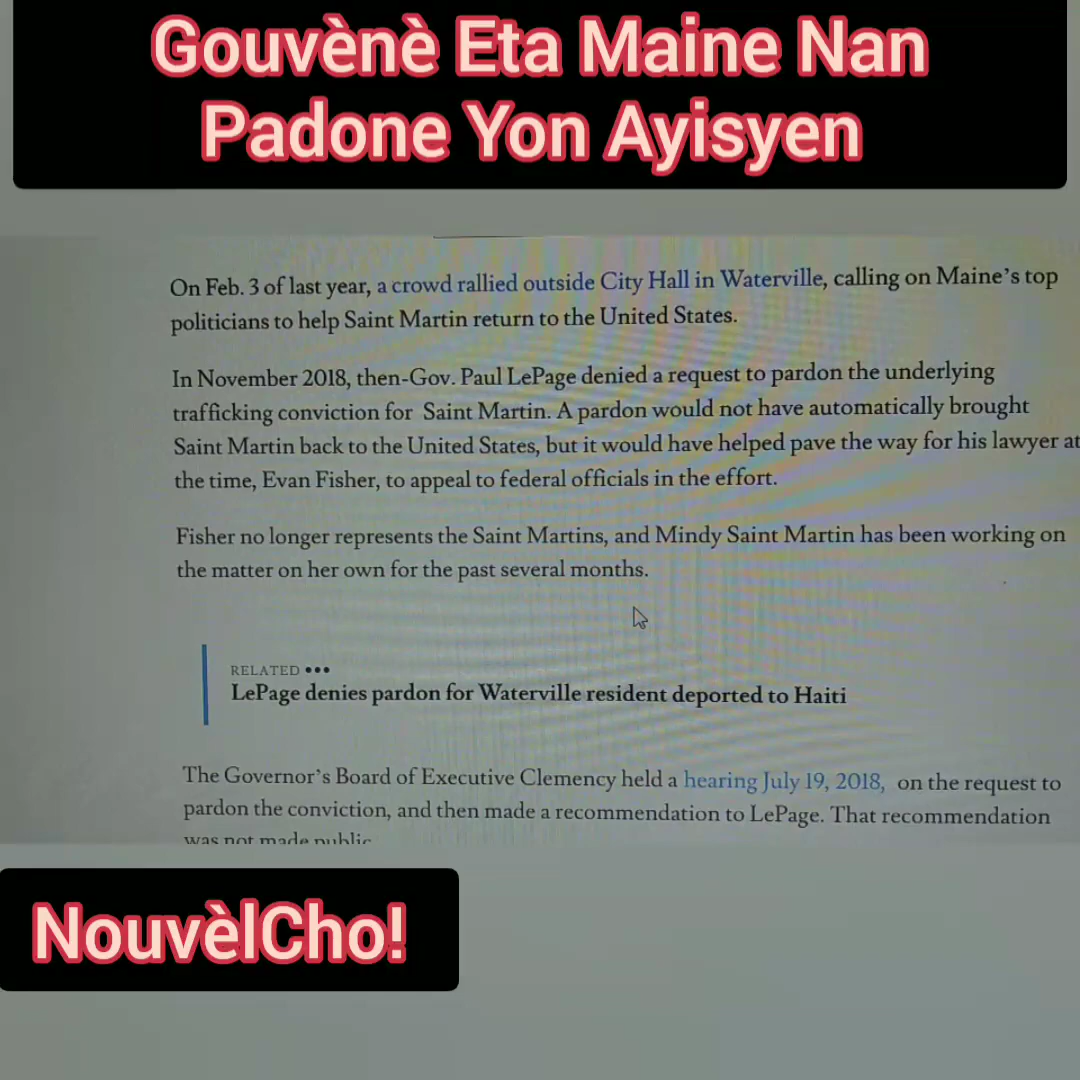 Gouvènè Eta Maine Nan
Padone Yon Ayisyen
On Feb. 3 of last year, a crowd rallied outside City Hall in Waterville, calling on Maine's top
politicians to help Saint Martin return to the United States.
In November 2018, then-Gov. Paul LePage denied a request to pardon the underlying
trafficking conviction for Saint Martin. A pardon would not have automatically brought
Saint Martin back to the United States, but it would have helped pave the way for his lawyer at
the time, Evan Fisher, to appeal to federal officials in the effort.
Fisher no longer represents the Saint Martins, and Mindy Saint Martin has been working on
the matter on her own for the past several months.
RELATED •••
LePage denies pardon for Waterville resident deported to Haiti
The Governor's Board of Executive Clemency held a hearing July 19, 2018, on the request to
pardon the conviction, and then made a recommendation to LePage. That recommendation
was not made public
NouvèlCho!